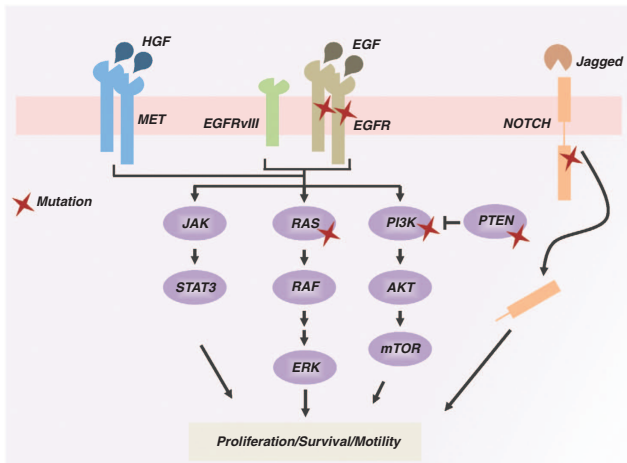 HGF
EGF
Jagged
MET
EGFRvIII
EGFR
NOTCH
Mutation
JAK
RAS
PI3K
PTEN
STAT3
RAF
AKT
ERK
mTOR
Proliferation/Survival/Motility